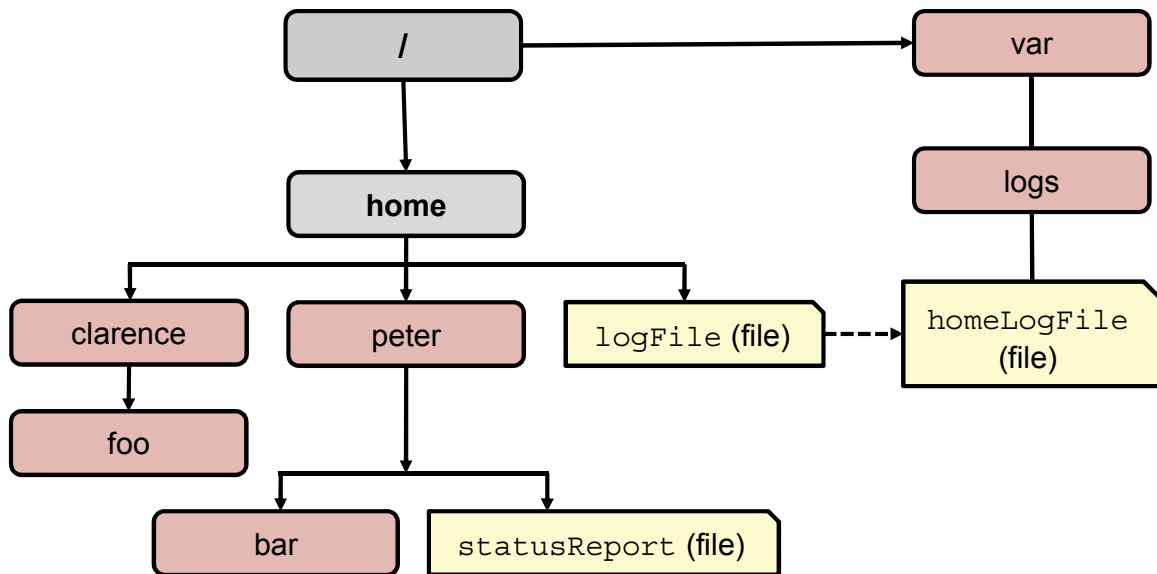 /
var
home
logs
clarence
peter
logFile (file)
homeLogFile
(file)
foo
bar
statusReport (file)